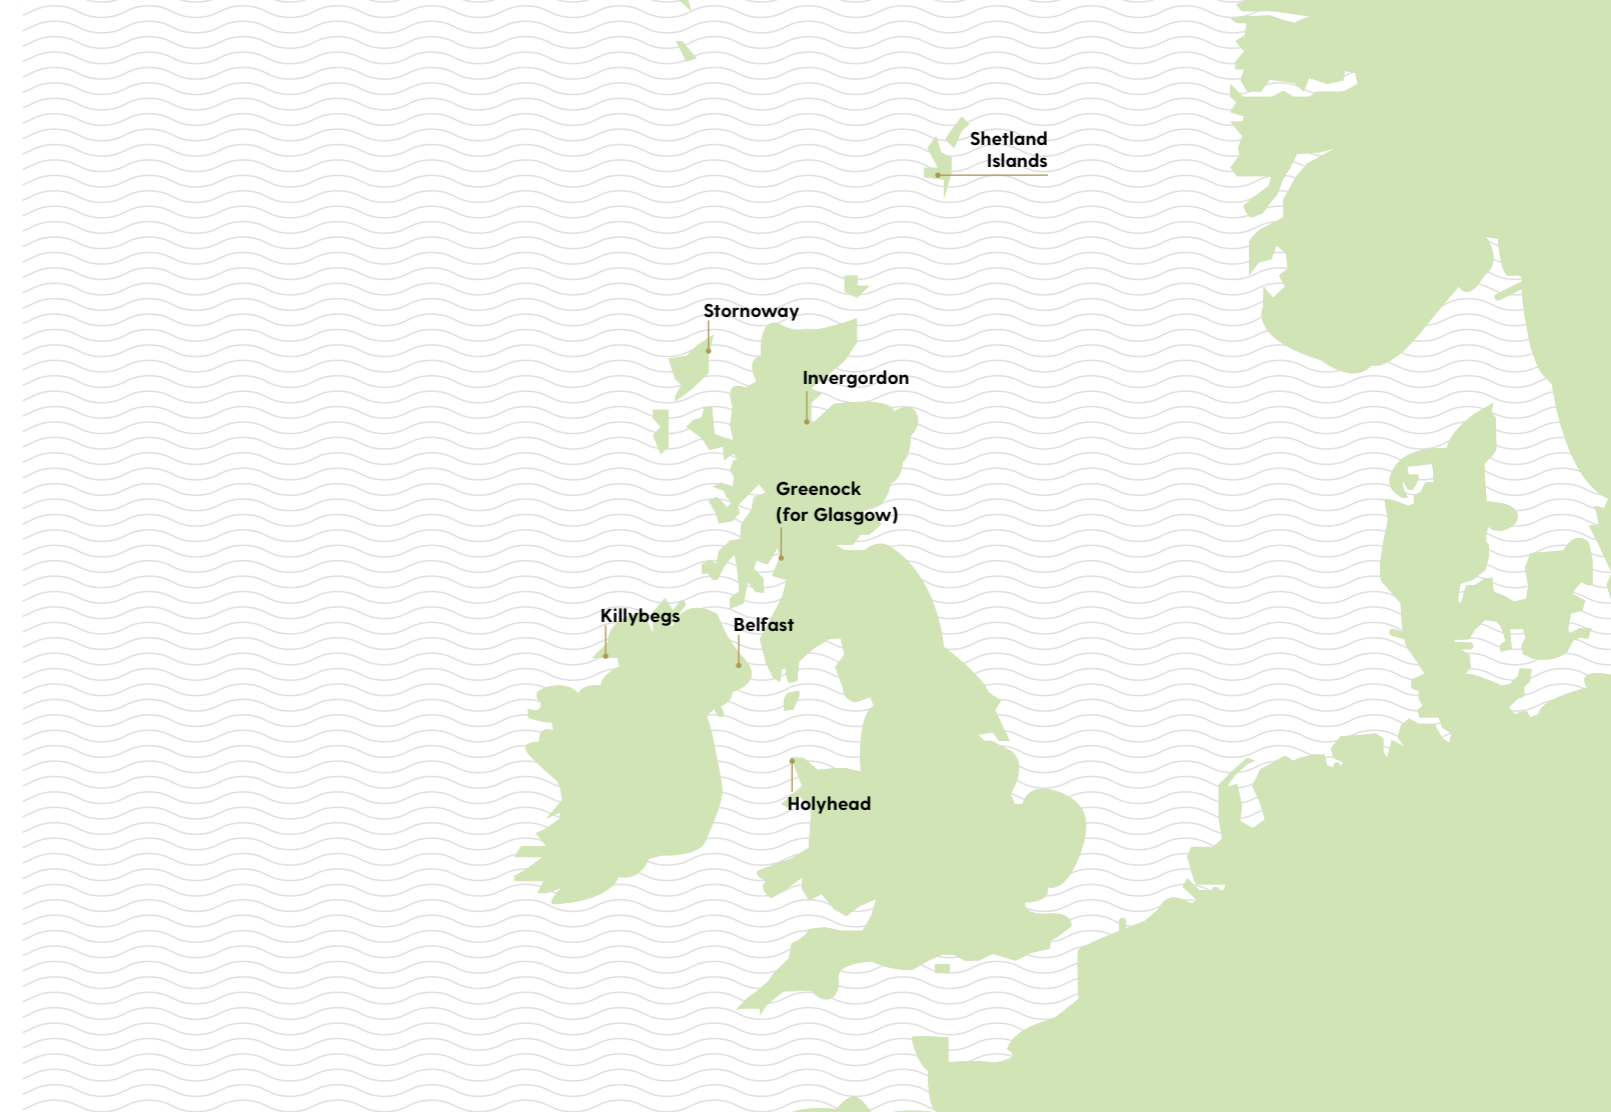 Shetland
Islands
Stornoway
Invergordon
Greenock
(for Glasgow)
Killybegs
Belfast
Holyhead